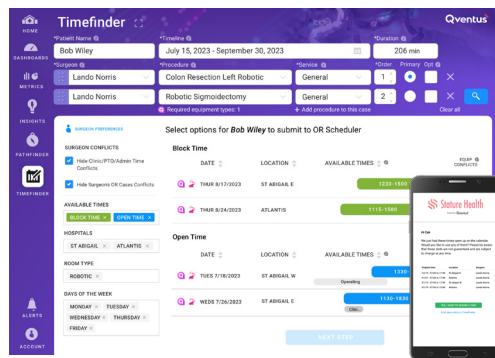 Timefinder
Qventus
HOME
DASHBOARDS
METRICS
INSIGHTS
PATHFINDER
TIMEFINDER
ALERTS
ACCOUNT
*Patient Name
*Timeline
*Duration
Bob Wiley
July 15, 2023 - September 30, 2023
206 min
*Surgeon
*Procedure
*Service
*Order
Primary
Opt
Lando Norris
Colon Resection Left Robotic
General
1
Lando Norris
Robotic Sigmoidectomy
General
2
Required equipment types: 1
+ Add procedure to this case
Clear all
SURGEON PREFERENCES
SURGEON CONFLICTS
Hide Clinic/PTO/Admin Time
Conflicts
Hide Surgeons OR Cases Conflicts
AVAILABLE TIMES
BLOCK TIME ×
OPEN TIME ×
HOSPITALS
ST ABIGAIL ×
ATLANTIS ×
ROOM TYPE
ROBOTIC ×
DAYS OF THE WEEK
MONDAY ×
TUESDAY ×
WEDNESDAY ×
THURSDAY ×
FRIDAY ×
Select options for Bob Wiley to submit to OR Scheduler
Block Time
DATE
LOCATION
AVAILABLE TIMES
EQUIP
CONFLICTS
THUR 8/17/2023
ST ABIGAIL E
1230-1500
THUR 8/24/2023
ATLANTIS
1115-1500
Open Time
DATE
LOCATION
AVAILABLE TIMES
TUES 7/18/2023
ST ABIGAIL W
1330-
Operating
WEDS 7/26/2023
ST ABIGAIL E
1130-1830
Clinic
NEXT STEP
Stature Health